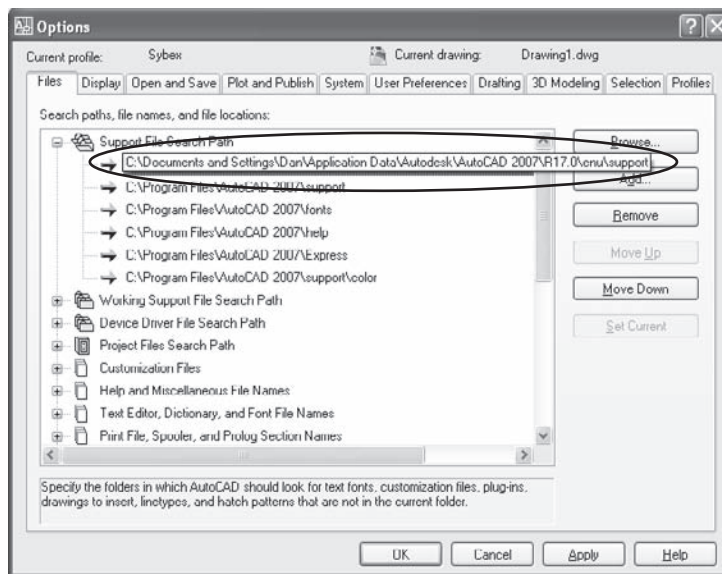 Options
Current profile: Sybex Current drawing: Drawing1.dwg
Files Display Open and Save Plot and Publish System User Preferences Drafting 3D Modeling Selection Profiles
Search paths, file names, and file locations:
Support File Search Path
C:\Documents and Settings\Dan\Application Data\Autodesk\AutoCAD 2007\R17.0\enu\support
C:\Program Files\AutoCAD 2007\support
C:\Program Files\AutoCAD 2007\fonts
C:\Program Files\AutoCAD 2007\help
C:\Program Files\AutoCAD 2007\Express
C:\Program Files\AutoCAD 2007\support\color
Working Support File Search Path
Device Driver File Search Path
Project Files Search Path
Customization Files
Help and Miscellaneous File Names
Text Editor, Dictionary, and Font File Names
Print File, Spooler, and Prolog Section Names
Browse...
Add...
Remove
Move Up
Move Down
Set Current
Specify the folders in which AutoCAD should look for text fonts, customization files, plug-ins,
drawings to insert, linetypes, and hatch patterns that are not in the current folder.
OK Cancel Apply Help